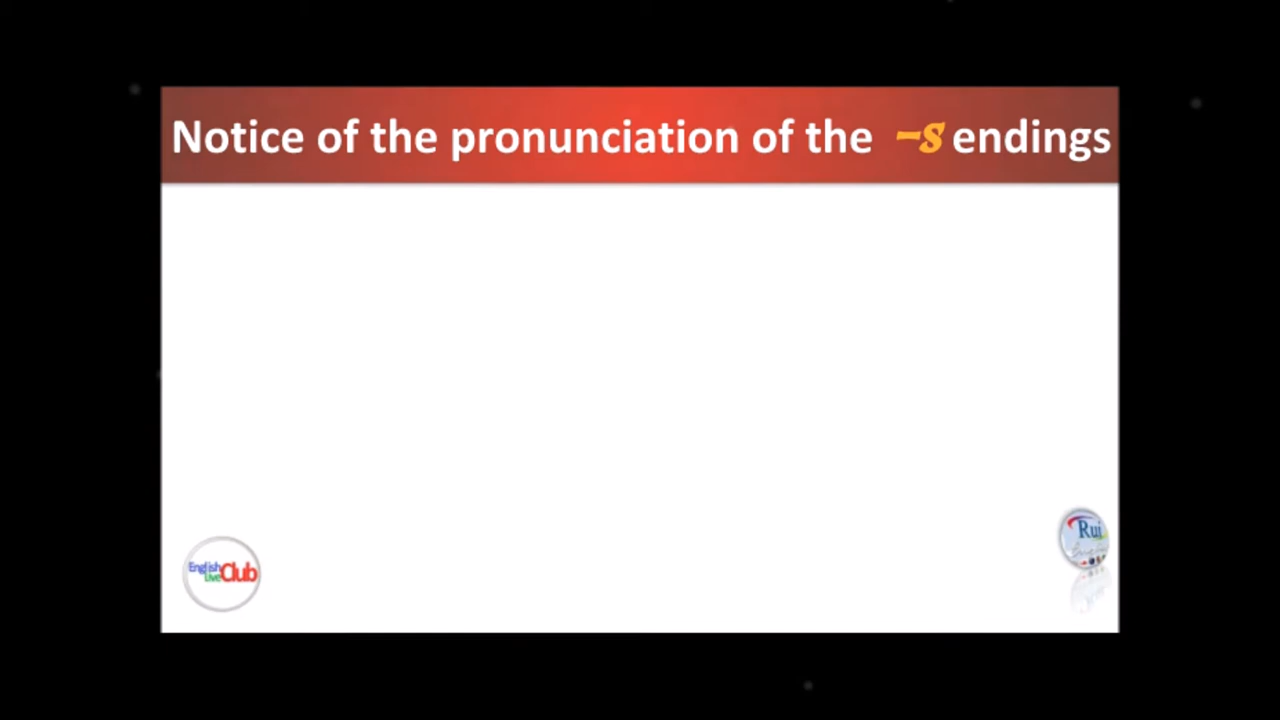 Notice of the pronunciation of the -s endings
English
Live Club
Rui